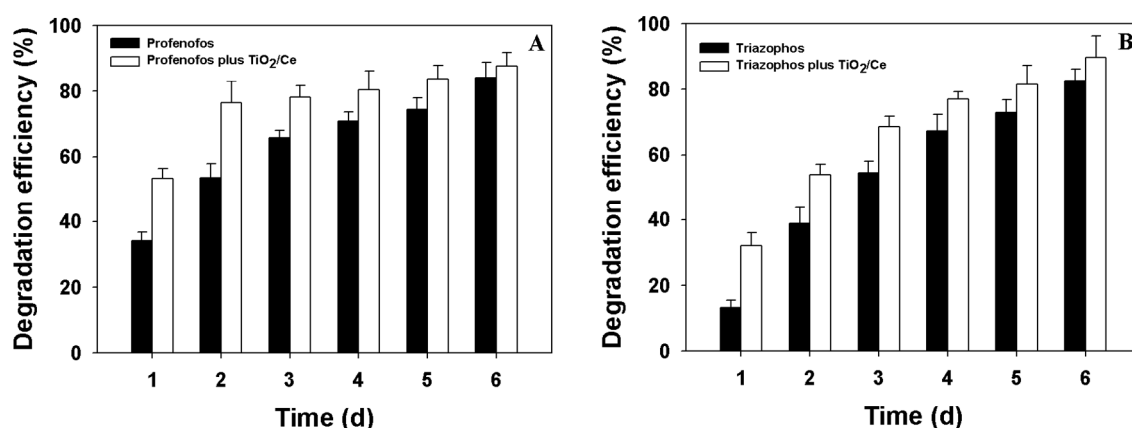 A
Profenofos
Profenofos plus TiO₂/Ce
Degradation efficiency (%)
100
80
60
40
20
0
1 2 3 4 5 6
Time (d)
B
Triazophos
Triazophos plus TiO₂/Ce
Degradation efficiency (%)
100
80
60
40
20
0
1 2 3 4 5 6
Time (d)